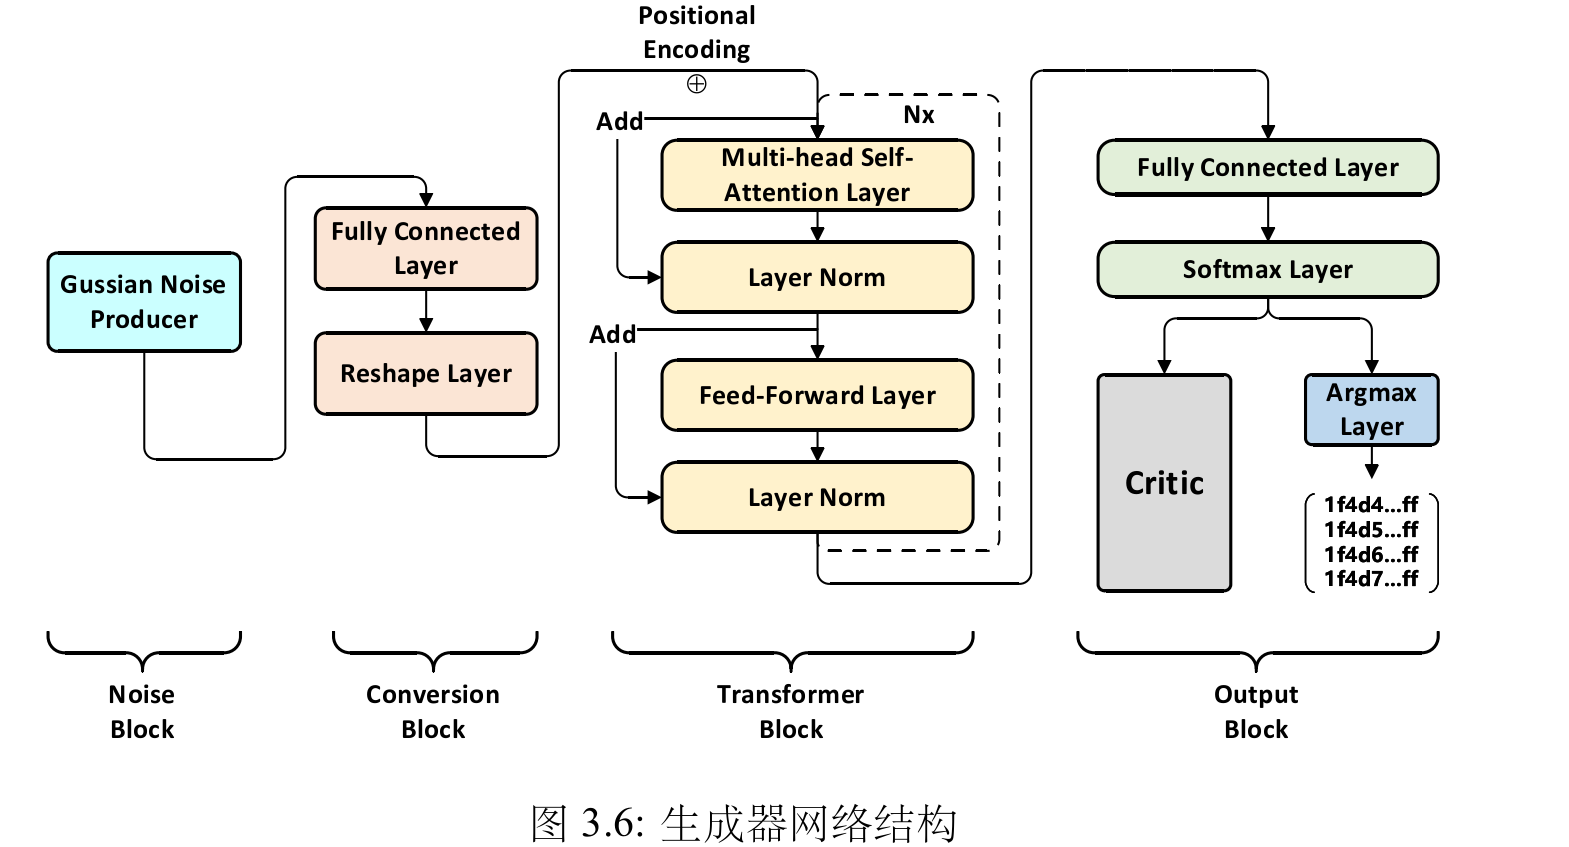 Positional
Encoding
⊕
Add
Nx
Multi-head Self-
Attention Layer
Layer Norm
Add
Feed-Forward Layer
Layer Norm
Fully Connected
Layer
Reshape Layer
Gussian Noise
Producer
Fully Connected Layer
Softmax Layer
Critic
Argmax
Layer
1f4d4...ff
1f4d5...ff
1f4d6...ff
1f4d7...ff
Noise
Block
Conversion
Block
Transformer
Block
Output
Block
图 3.6: 生成器网络结构